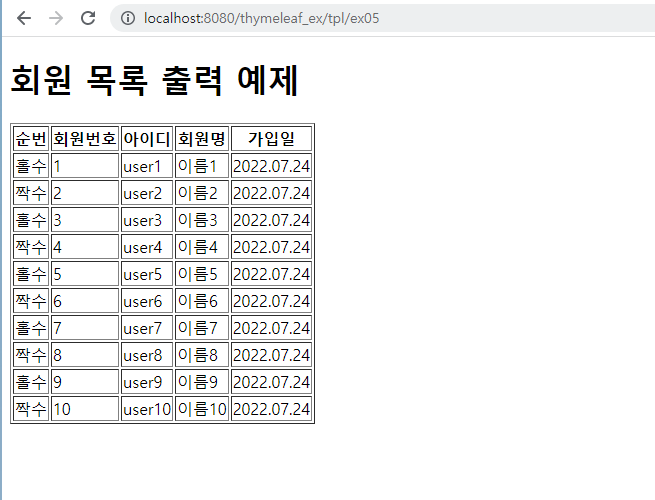 localhost:8080/thymeleaf_ex/tpl/ex05
회원 목록 출력 예제
순번 회원번호 아이디 회원명 가입일
홀수 1 user1 이름1 2022.07.24
짝수 2 user2 이름2 2022.07.24
홀수 3 user3 이름3 2022.07.24
짝수 4 user4 이름4 2022.07.24
홀수 5 user5 이름5 2022.07.24
짝수 6 user6 이름6 2022.07.24
홀수 7 user7 이름7 2022.07.24
짝수 8 user8 이름8 2022.07.24
홀수 9 user9 이름9 2022.07.24
짝수 10 user10 이름10 2022.07.24